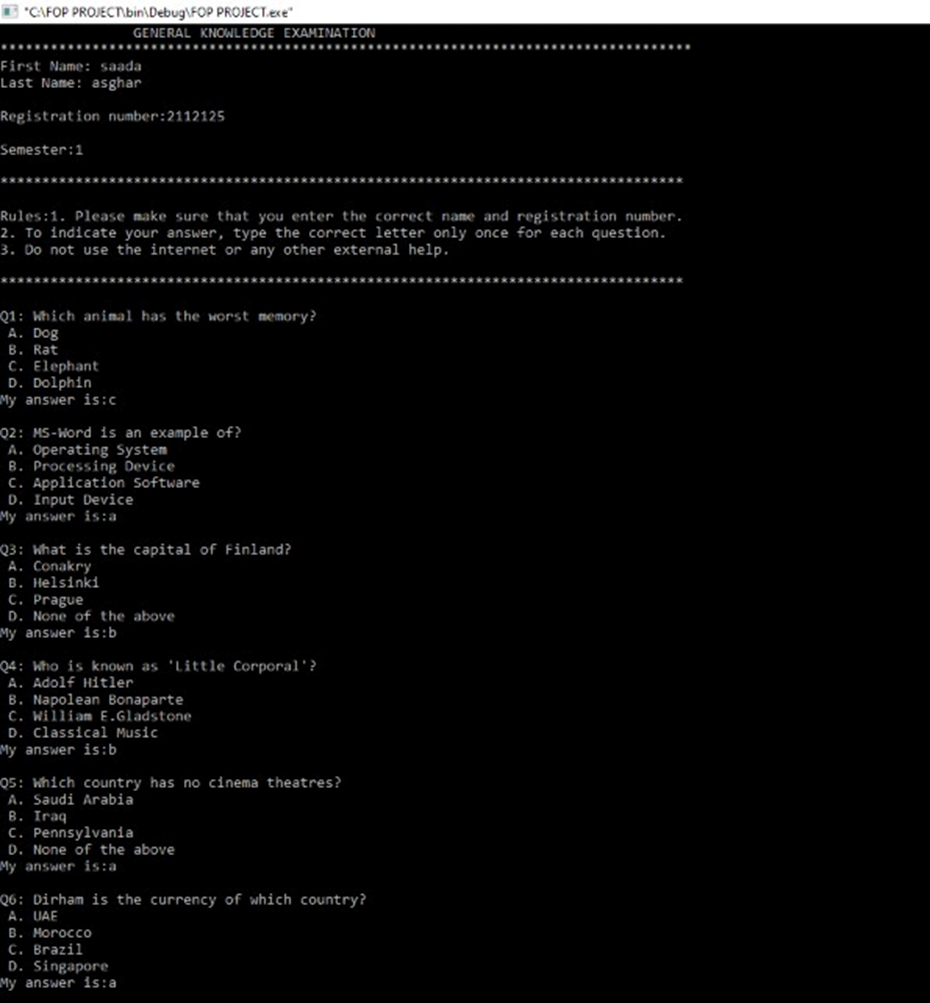 "C:\FOP PROJECT\bin\Debug\FOP PROJECT.exe"
GENERAL KNOWLEDGE EXAMINATION
***********************************************************************************
First Name: saada
Last Name: asghar
Registration number:2112125
Semester:1
**********************************************************************************
Rules:1. Please make sure that you enter the correct name and registration number.
2. To indicate your answer, type the correct letter only once for each question.
3. Do not use the internet or any other external help.
**********************************************************************************
Q1: Which animal has the worst memory?
A. Dog
B. Rat
C. Elephant
D. Dolphin
My answer is:c
Q2: MS-Word is an example of?
A. Operating System
B. Processing Device
C. Application Software
D. Input Device
My answer is:a
Q3: What is the capital of Finland?
A. Conakry
B. Helsinki
C. Prague
D. None of the above
My answer is:b
Q4: Who is known as 'Little Corporal'?
A. Adolf Hitler
B. Napolean Bonaparte
C. William E.Gladstone
D. Classical Music
My answer is:b
Q5: Which country has no cinema theatres?
A. Saudi Arabia
B. Iraq
C. Pennsylvania
D. None of the above
My answer is:a
Q6: Dirham is the currency of which country?
A. UAE
B. Morocco
C. Brazil
D. Singapore
My answer is:a